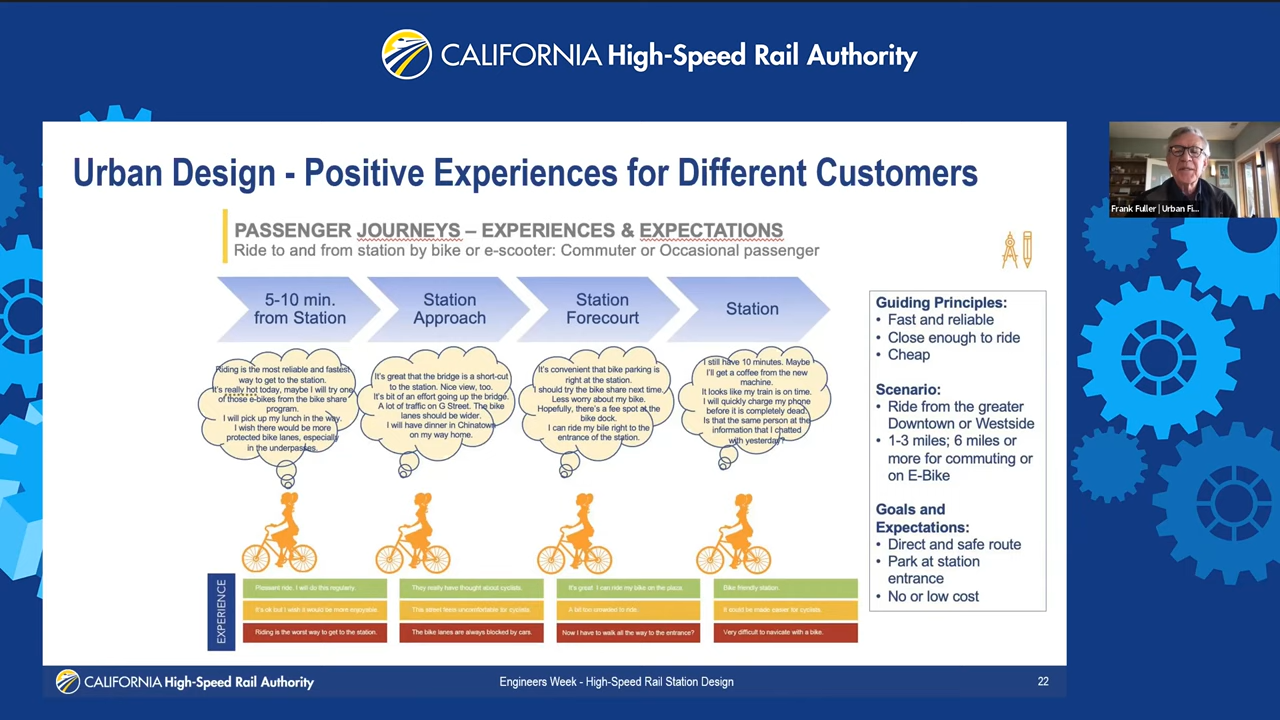 CALIFORNIA High-Speed Rail Authority
Urban Design - Positive Experiences for Different Customers
Frank Fuller | Urban Fi...
PASSENGER JOURNEYS – EXPERIENCES & EXPECTATIONS
Ride to and from station by bike or e-scooter: Commuter or Occasional passenger
5-10 min.
from Station
Station
Approach
Station
Forecourt
Station
Riding is the most reliable and fastest
way to get to the station.
It's really hot today, maybe I will try one
of those e-bikes from the bike share
program.
I will pick up my lunch in the way.
I wish there would be more
protected bike lanes, especially
in the underpasses.
It's great that the bridge is a short-cut
to the station. Nice view, too.
It's bit of an effort going up the bridge.
A lot of traffic on G Street. The bike
lanes should be wider.
I will have dinner in Chinatown
on my way home.
It's convenient that bike parking is
right at the station.
I should try the bike share next time.
Less worry about my bike.
Hopefully, there's a fee spot at the
bike dock.
I can ride my bile right to the
entrance of the station.
I still have 10 minutes. Maybe
I'll get a coffee from the new
machine.
It looks like my train is on time.
I will quickly charge my phone
before it is completely dead.
Is that the same person at the
information that I chatted
with yesterday?
EXPERIENCE
Pleasant ride. I will do this regularly.
They really have thought about cyclists.
It's great I can ride my bike on the place.
Bike friendly station.
It's ok but I wish it would be more enjoyable.
This street feels uncomfortable for cyclists.
A bit too crowded to ride.
It could be made easier for cyclists.
Riding is the worst way to get to the station.
The bike lanes are always blocked by cars.
Now I have to walk all the way to the entrance?
Very difficult to navigate with a bike.
Guiding Principles:
• Fast and reliable
• Close enough to ride
• Cheap
Scenario:
• Ride from the greater
Downtown or Westside
• 1-3 miles; 6 miles or
more for commuting or
on E-Bike
Goals and
Expectations:
• Direct and safe route
• Park at station
entrance
• No or low cost
CALIFORNIA High-Speed Rail Authority
Engineers Week - High-Speed Rail Station Design
22